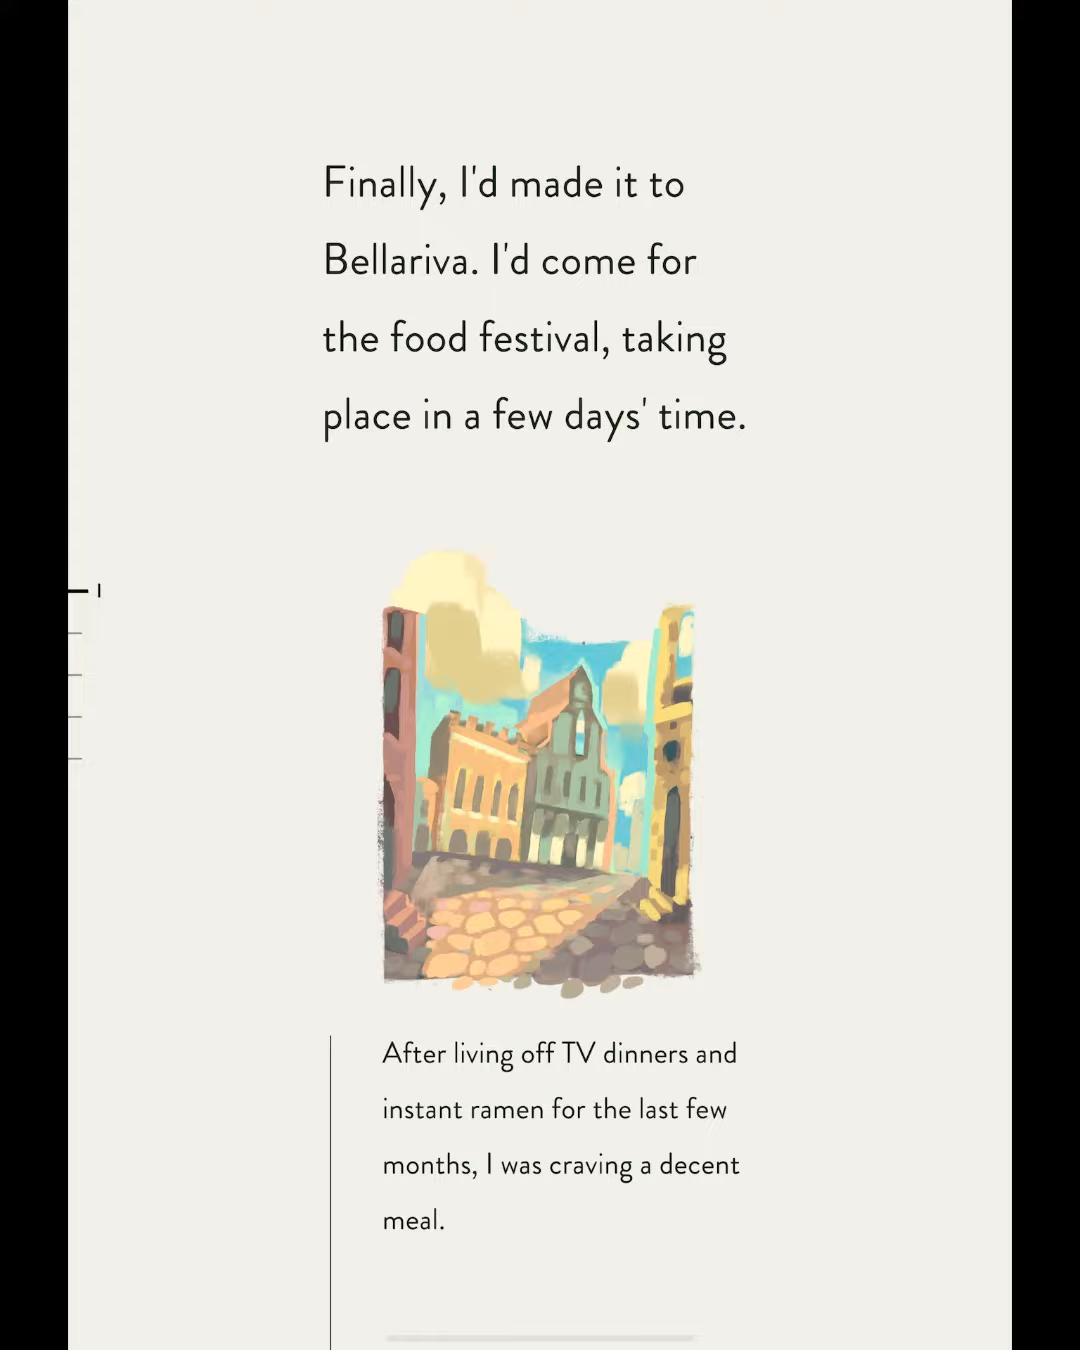 Finally, I'd made it to
Bellariva. I'd come for
the food festival, taking
place in a few days' time.
I
After living off TV dinners and
instant ramen for the last few
months, I was craving a decent
meal.